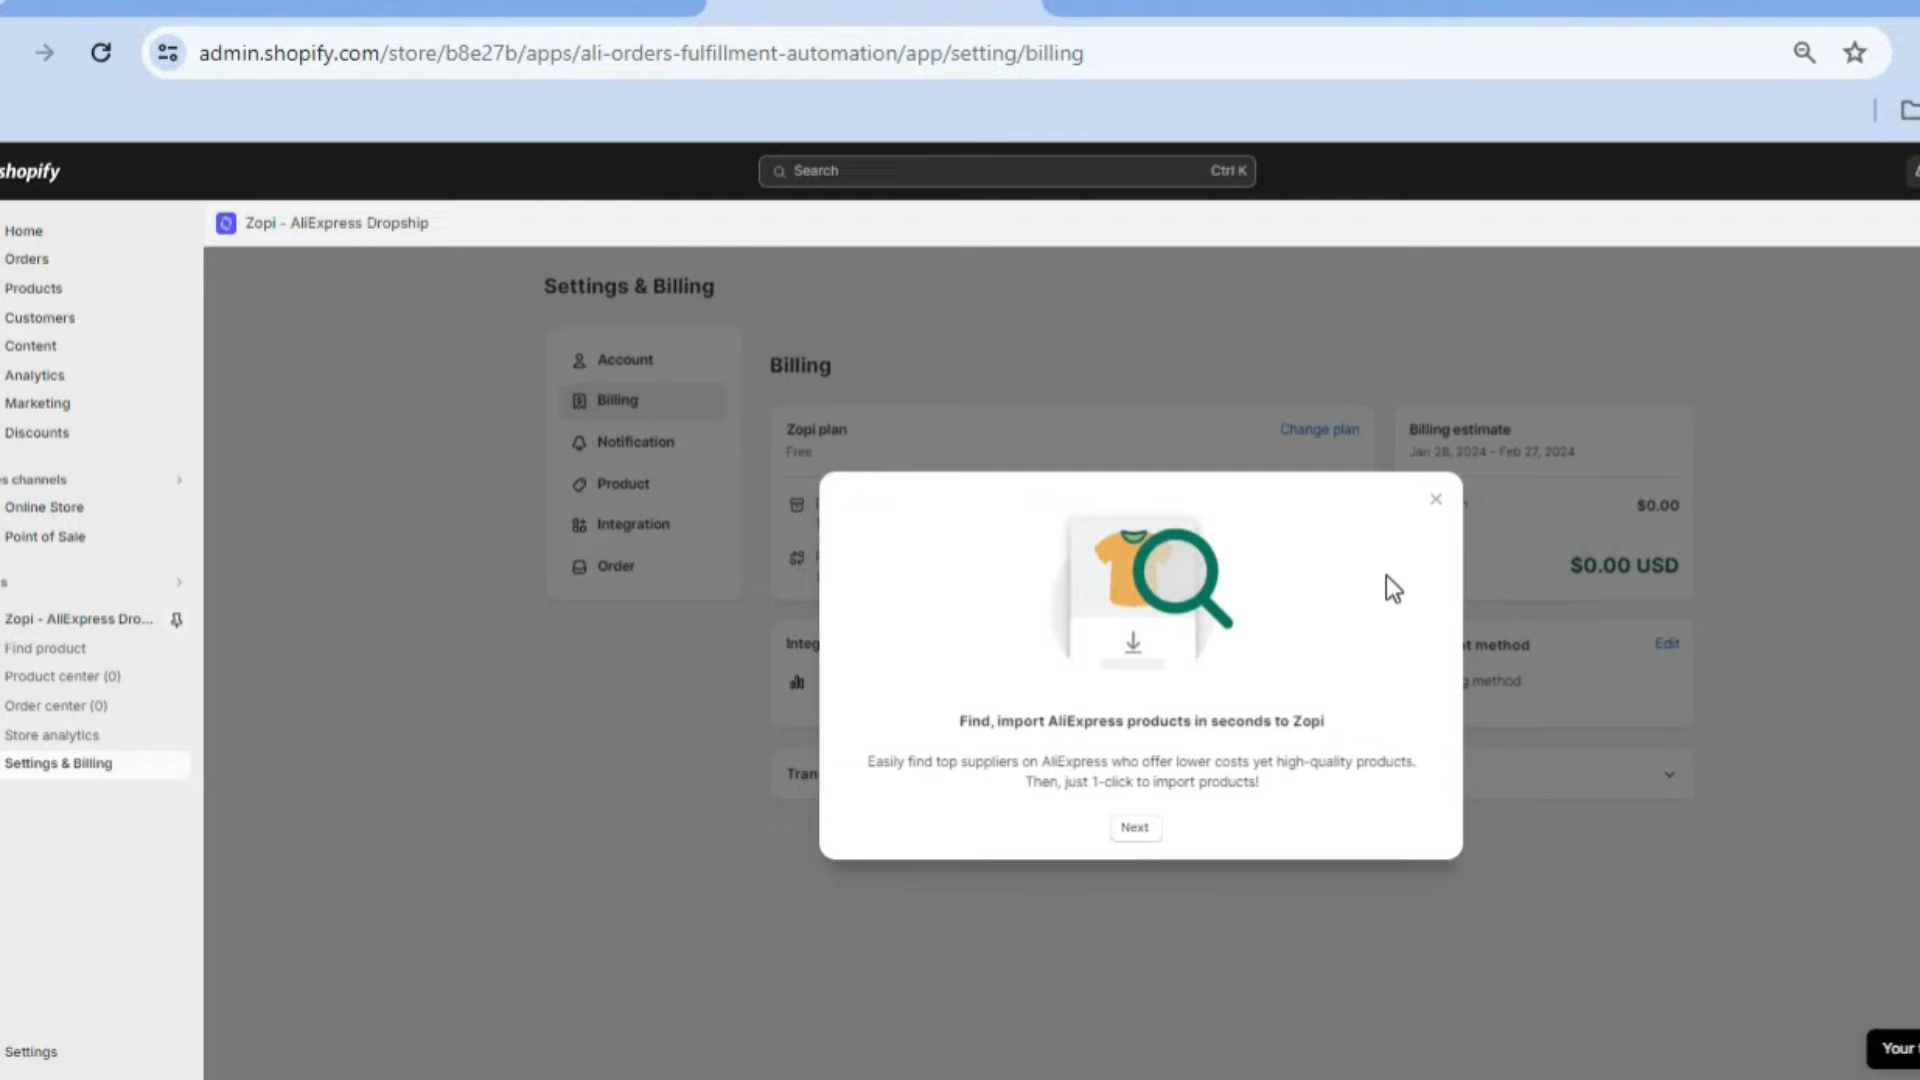 admin.shopify.com/store/b8e27b/apps/ali-orders-fulfillment-automation/app/setting/billing
shopify
Search
Ctrl K
Home
Orders
Products
Customers
Content
Analytics
Marketing
Discounts
s channels
Online Store
Point of Sale
s
Zopi - AliExpress Dro...
Find product
Product center (0)
Order center (0)
Store analytics
Settings & Billing
Settings
Zopi - AliExpress Dropship
Settings & Billing
Account
Billing
Notification
Product
Integration
Order
Billing
Zopi plan
Change plan
Free
Billing estimate
Jan 28, 2024 - Feb 27, 2024
$0.00
$0.00 USD
Integ
t method
Edit
g method
Tran
Find, import AliExpress products in seconds to Zopi
Easily find top suppliers on AliExpress who offer lower costs yet high-quality products.
Then, just 1-click to import products!
Next
Your